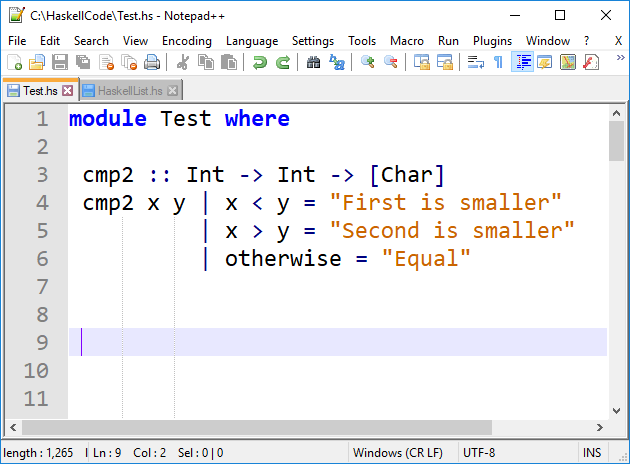 C:\HaskellCode\Test.hs - Notepad++
File Edit Search View Encoding Language Settings Tools Macro Run Plugins Window ? X
Test.hs HaskellList.hs
1 module Test where
2
3 cmp2 :: Int -> Int -> [Char]
4 cmp2 x y | x < y = "First is smaller"
5 | x > y = "Second is smaller"
6 | otherwise = "Equal"
7
8
9
10
11
length : 1,265 l Ln : 9 Col : 2 Sel : 0 | 0 Windows (CR LF) UTF-8 INS